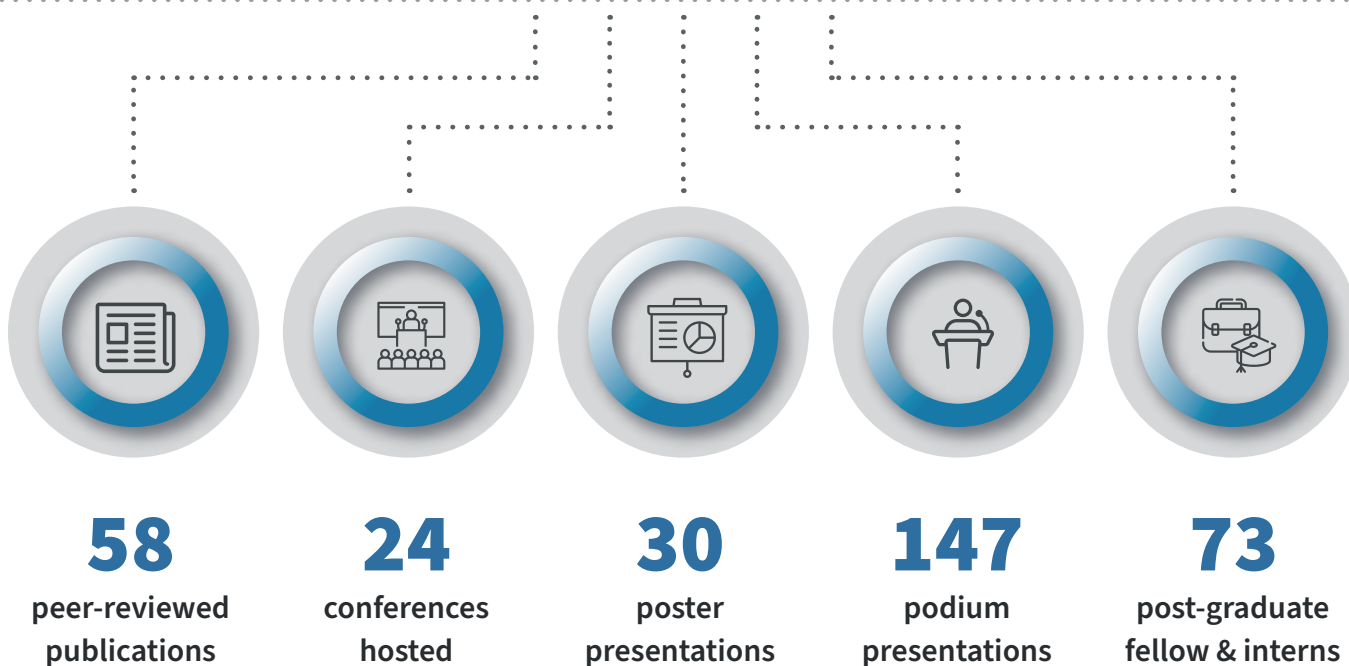 58
peer-reviewed
publications
24
conferences
hosted
30
poster
presentations
147
podium
presentations
73
post-graduate
fellow & interns